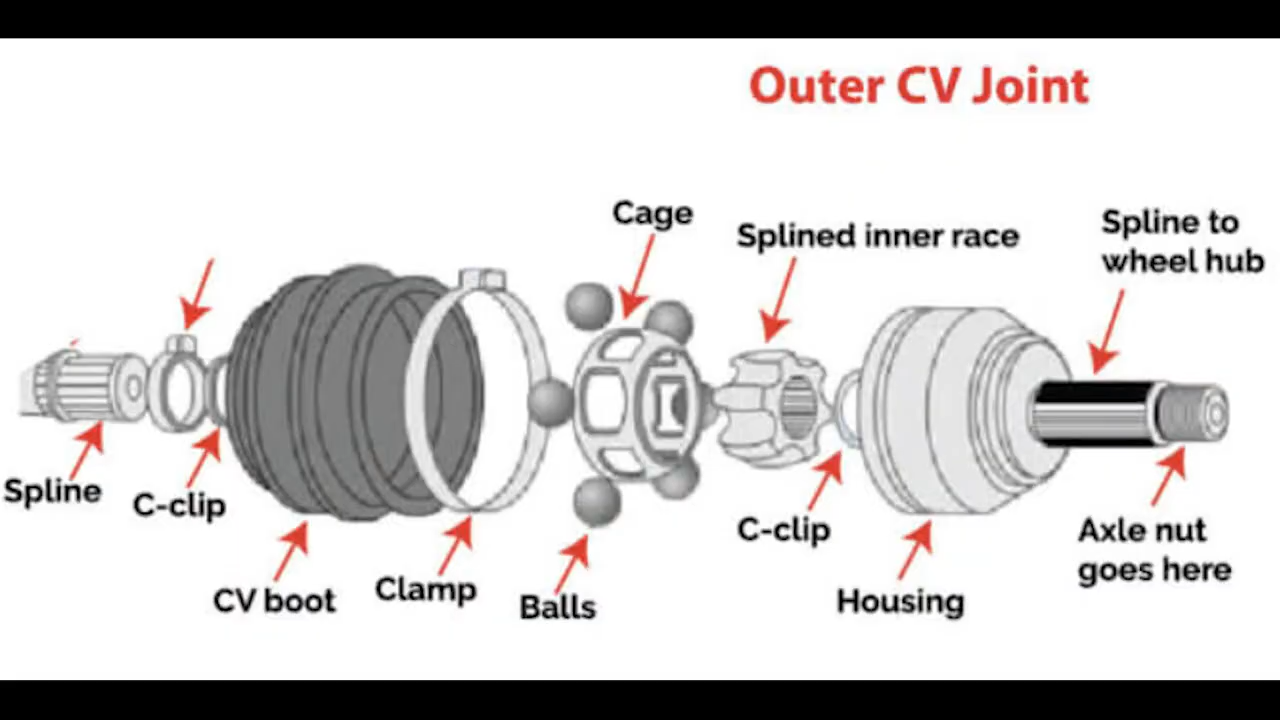 Outer CV Joint
Cage
Splined inner race
Spline to
wheel hub
Spline
C-clip
CV boot
Clamp
Balls
C-clip
Housing
Axle nut
goes here